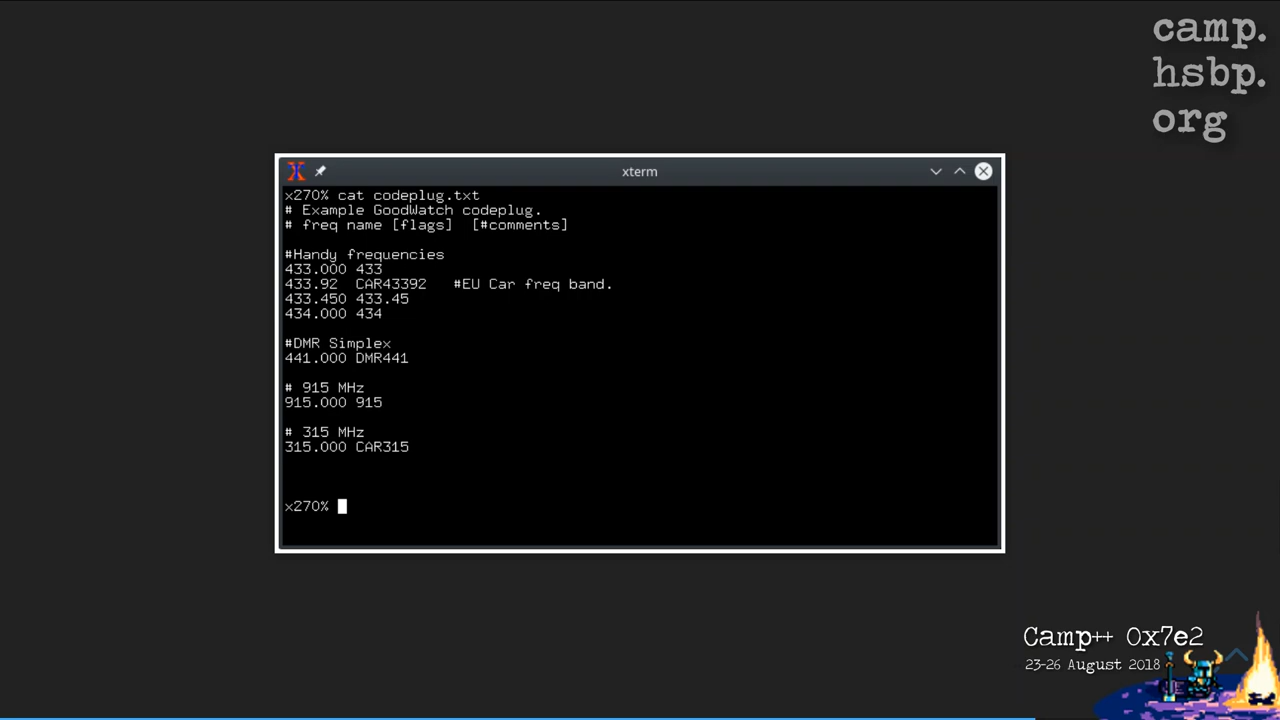 camp.
hsbp.
org
xterm
x270% cat codeplug.txt
# Example GoodWatch codeplug.
# freq name [flags]  [#comments]
#Handy frequencies
433.000 433
433.92  CAR43392   #EU Car freq band.
433.450 433.45
434.000 434
#DMR Simplex
441.000 DMR441
# 915 MHz
915.000 915
# 315 MHz
315.000 CAR315
x270%
Camp++ 0x7e2
23-26 August 2018